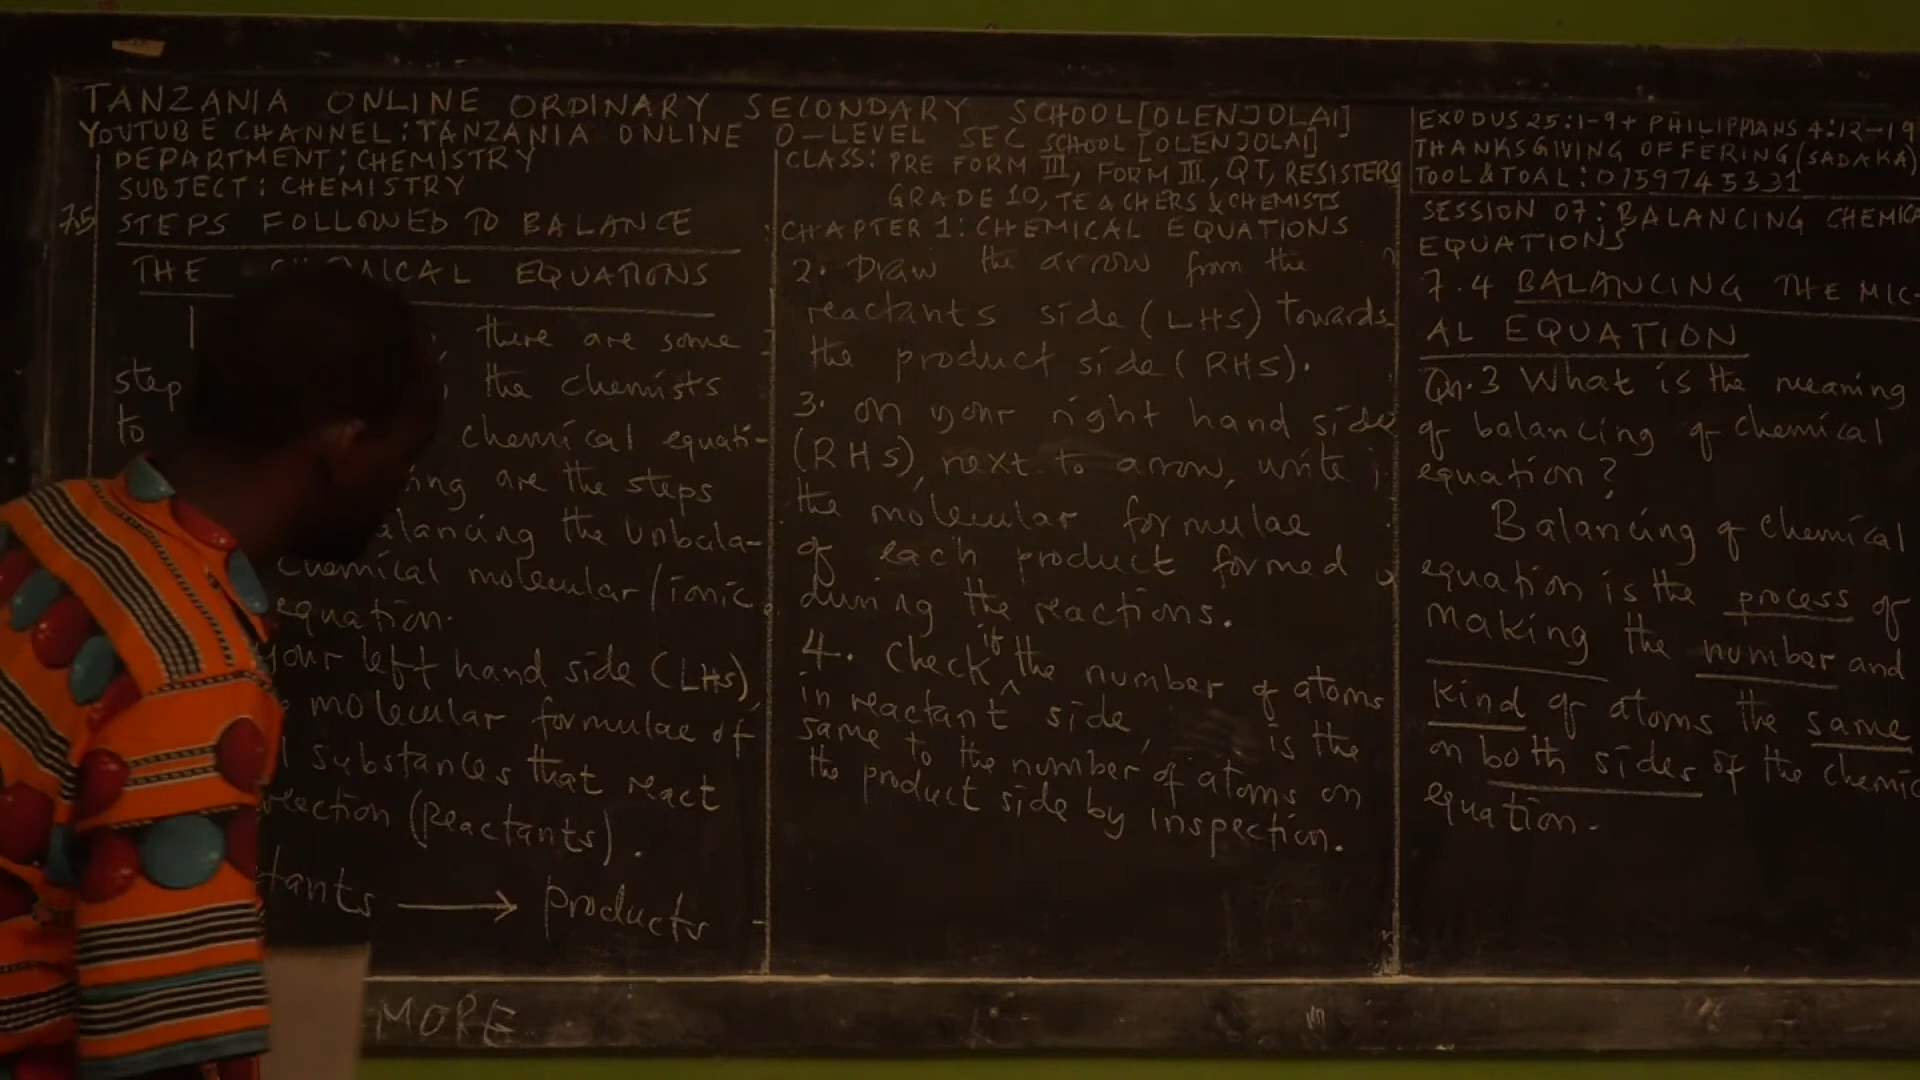 TANZANIA ONLINE ORDINARY SECONDARY SCHOOL [OLENJOLAI]
YOUTUBE CHANNEL: TANZANIA ONLINE O-LEVEL SEC SCHOOL [OLENJOLAI]
DEPARTMENT: CHEMISTRY
SUBJECT: CHEMISTRY
7.5 STEPS FOLLOWED TO BALANCE
THE CHEMICAL EQUATIONS
there are some
step the chemists
to chemical equati-
ing are the steps
alancing the unbala-
chemical molecular/ionic
equation.
your left hand side (LHS)
molecular formulae of
substances that react
reaction (Reactants).
tants → products
MORE
CLASS: PRE FORM III, FORM III, QT, RESISTERS
GRADE 10, TEACHERS & CHEMISTS
CHAPTER 1: CHEMICAL EQUATIONS
2. Draw the arrow from the
reactants side (LHS) towards
the product side (RHS).
3. On your right hand side
(RHS), next to arrow, write
the molecular formulae
of each product formed
during the reactions.
4. Check if the number of atoms
in reactant side is the
same to the number of atoms on
the product side by Inspection.
EXODUS 25:1-9 + PHILIPPIANS 4:12-19
THANKSGIVING OFFERING (SADAKA)
TOOL & TOAL: 0759745331
SESSION 07: BALANCING CHEMICA
EQUATIONS
7.4 BALANCING THEMIC-
AL EQUATION
Qn.3 What is the meaning
of balancing of chemical
equation?
Balancing of chemical
equation is the process of
making the number and
kind of atoms the same
on both sides of the chemic
equation.